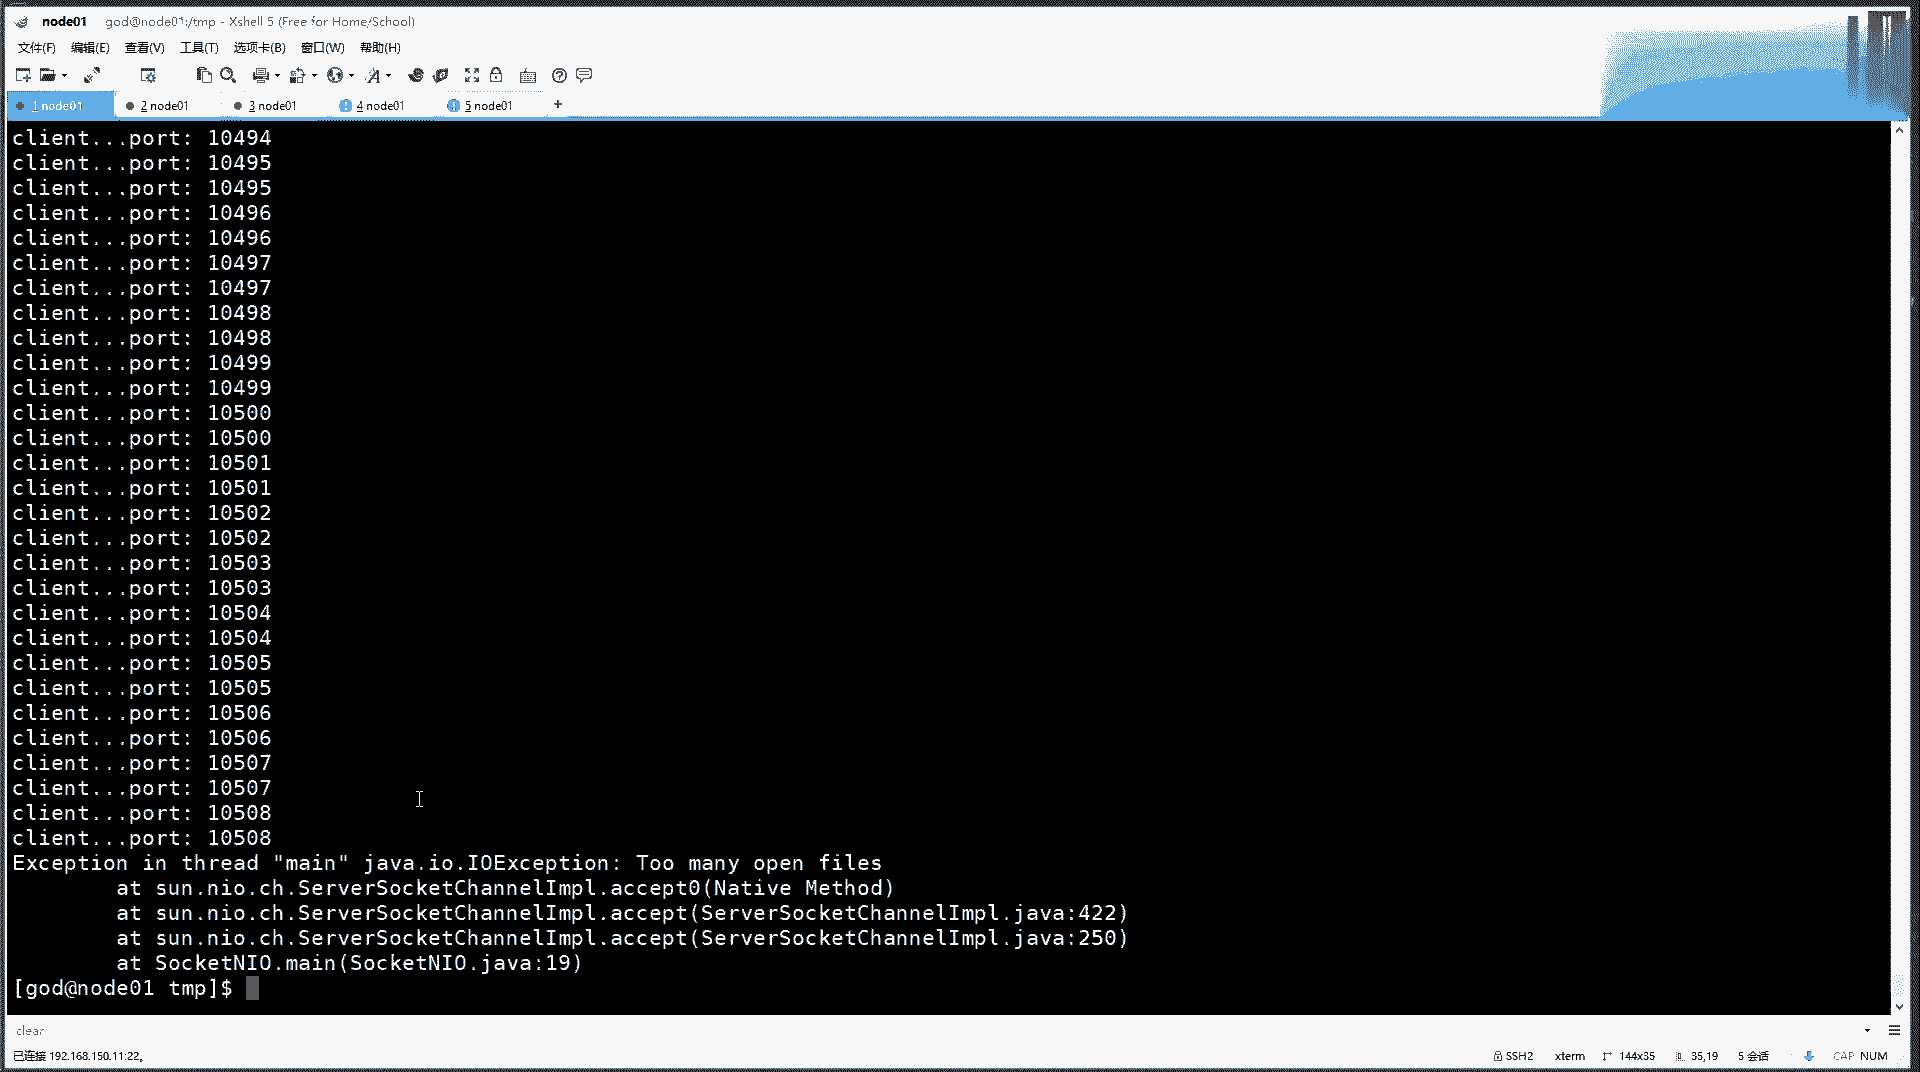 node01 god@node01:/tmp - Xshell 5 (Free for Home/School)
文件(F) 编辑(E) 查看(V) 工具(T) 选项卡(B) 窗口(W) 帮助(H)
1 node01 2 node01 3 node01 4 node01 5 node01 +
client...port: 10494
client...port: 10495
client...port: 10495
client...port: 10496
client...port: 10496
client...port: 10497
client...port: 10497
client...port: 10498
client...port: 10498
client...port: 10499
client...port: 10499
client...port: 10500
client...port: 10500
client...port: 10501
client...port: 10501
client...port: 10502
client...port: 10502
client...port: 10503
client...port: 10503
client...port: 10504
client...port: 10504
client...port: 10505
client...port: 10505
client...port: 10506
client...port: 10506
client...port: 10507
client...port: 10507
client...port: 10508
client...port: 10508
Exception in thread "main" java.io.IOException: Too many open files
at sun.nio.ch.ServerSocketChannelImpl.accept0(Native Method)
at sun.nio.ch.ServerSocketChannelImpl.accept(ServerSocketChannelImpl.java:422)
at sun.nio.ch.ServerSocketChannelImpl.accept(ServerSocketChannelImpl.java:250)
at SocketNIO.main(SocketNIO.java:19)
[god@node01 tmp]$
clear
已连接 192.168.150.11:22。 SSH2 xterm 144x35 35,19 5 会话 CAP NUM